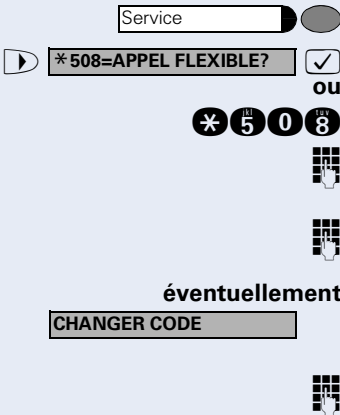 Service
*508=APPEL FLEXIBLE?
ou
*508
éventuellement
CHANGER CODE